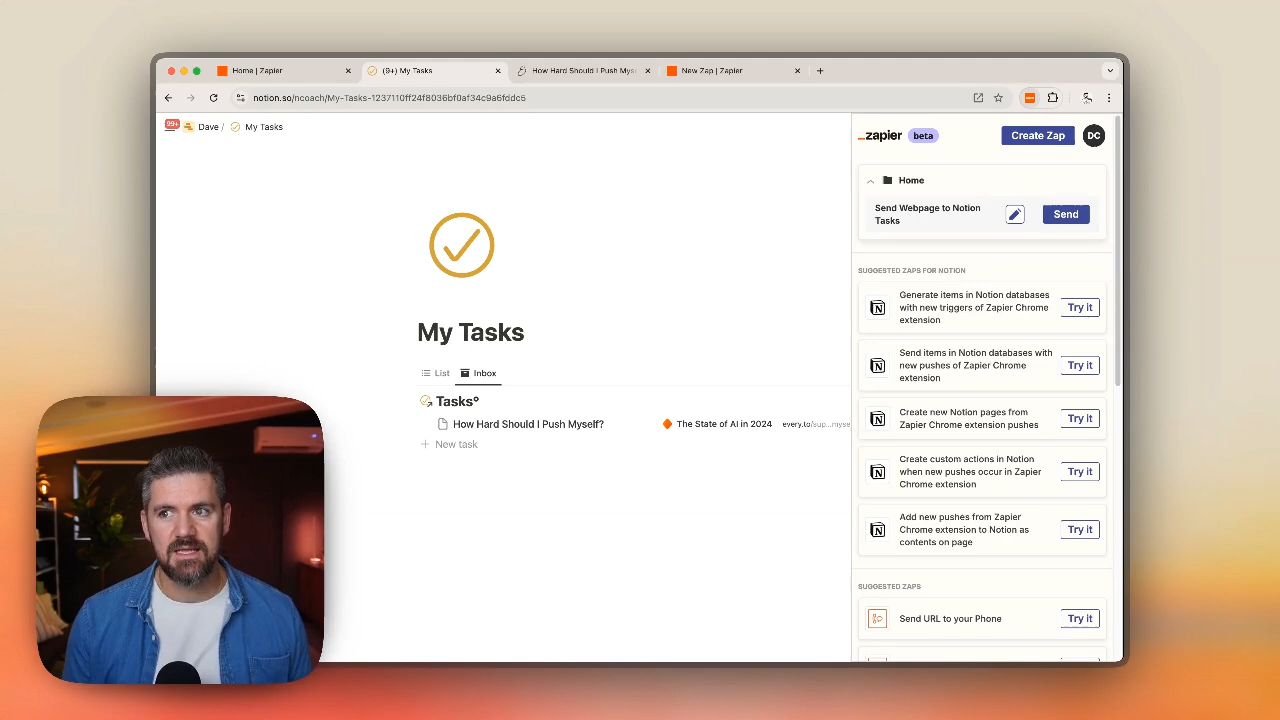 Home | Zapier
(9+) My Tasks
How Hard Should I Push Myse
New Zap | Zapier
notion.so/ncoach/My-Tasks-1237110ff24f8036bf0af34c9a6fddc5
99+
Dave / My Tasks
zapier beta
Create Zap
DC
Home
Send Webpage to Notion
Tasks
Send
SUGGESTED ZAPS FOR NOTION
Generate items in Notion databases
with new triggers of Zapier Chrome
extension
Try it
Send items in Notion databases with
new pushes of Zapier Chrome
extension
Try it
Create new Notion pages from
Zapier Chrome extension pushes
Try it
Create custom actions in Notion
when new pushes occur in Zapier
Chrome extension
Try it
Add new pushes from Zapier
Chrome extension to Notion as
contents on page
Try it
SUGGESTED ZAPS
Send URL to your Phone
Try it
My Tasks
List
Inbox
Tasks°
How Hard Should I Push Myself?
The State of AI in 2024
every.to/sup...myse
New task